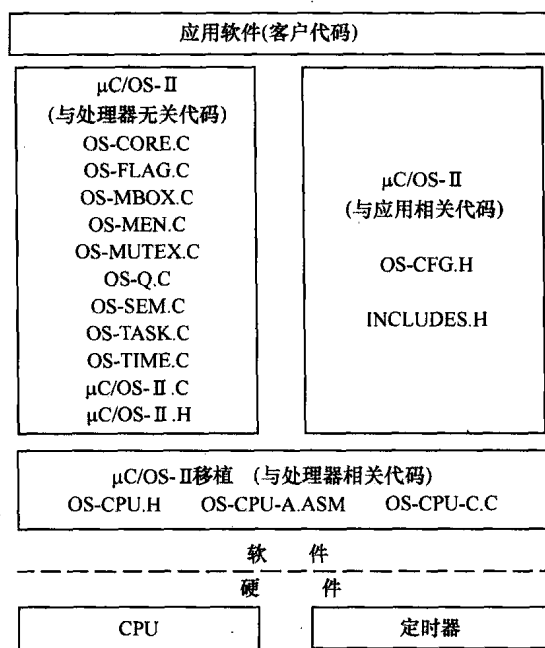 应用软件(客户代码)
μC/OS-Ⅱ
(与处理器无关代码)
OS-CORE.C
OS-FLAG.C
OS-MBOX.C
OS-MEN.C
OS-MUTEX.C
OS-Q.C
OS-SEM.C
OS-TASK.C
OS-TIME.C
μC/OS-Ⅱ.C
μC/OS-Ⅱ.H
μC/OS-Ⅱ
(与应用相关代码)
OS-CFG.H
INCLUDES.H
μC/OS-Ⅱ移植 (与处理器相关代码)
OS-CPU.H OS-CPU-A.ASM OS-CPU-C.C
软 件
硬 件
CPU
定时器